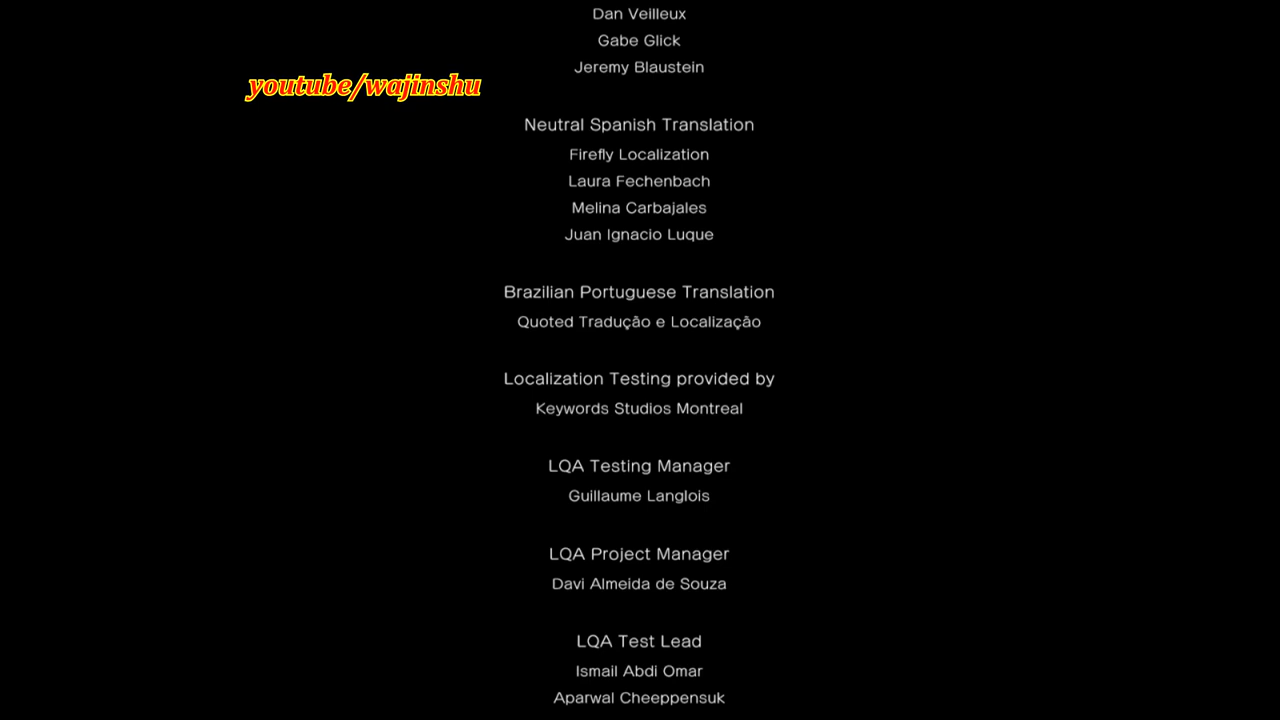 Dan Veilleux
Gabe Glick
Jeremy Blaustein
youtube/wajinshu
Neutral Spanish Translation
Firefly Localization
Laura Fechenbach
Melina Carbajales
Juan Ignacio Luque
Brazilian Portuguese Translation
Quoted Tradução e Localização
Localization Testing provided by
Keywords Studios Montreal
LQA Testing Manager
Guillaume Langlois
LQA Project Manager
Davi Almeida de Souza
LQA Test Lead
Ismail Abdi Omar
Aparwal Cheeppensuk